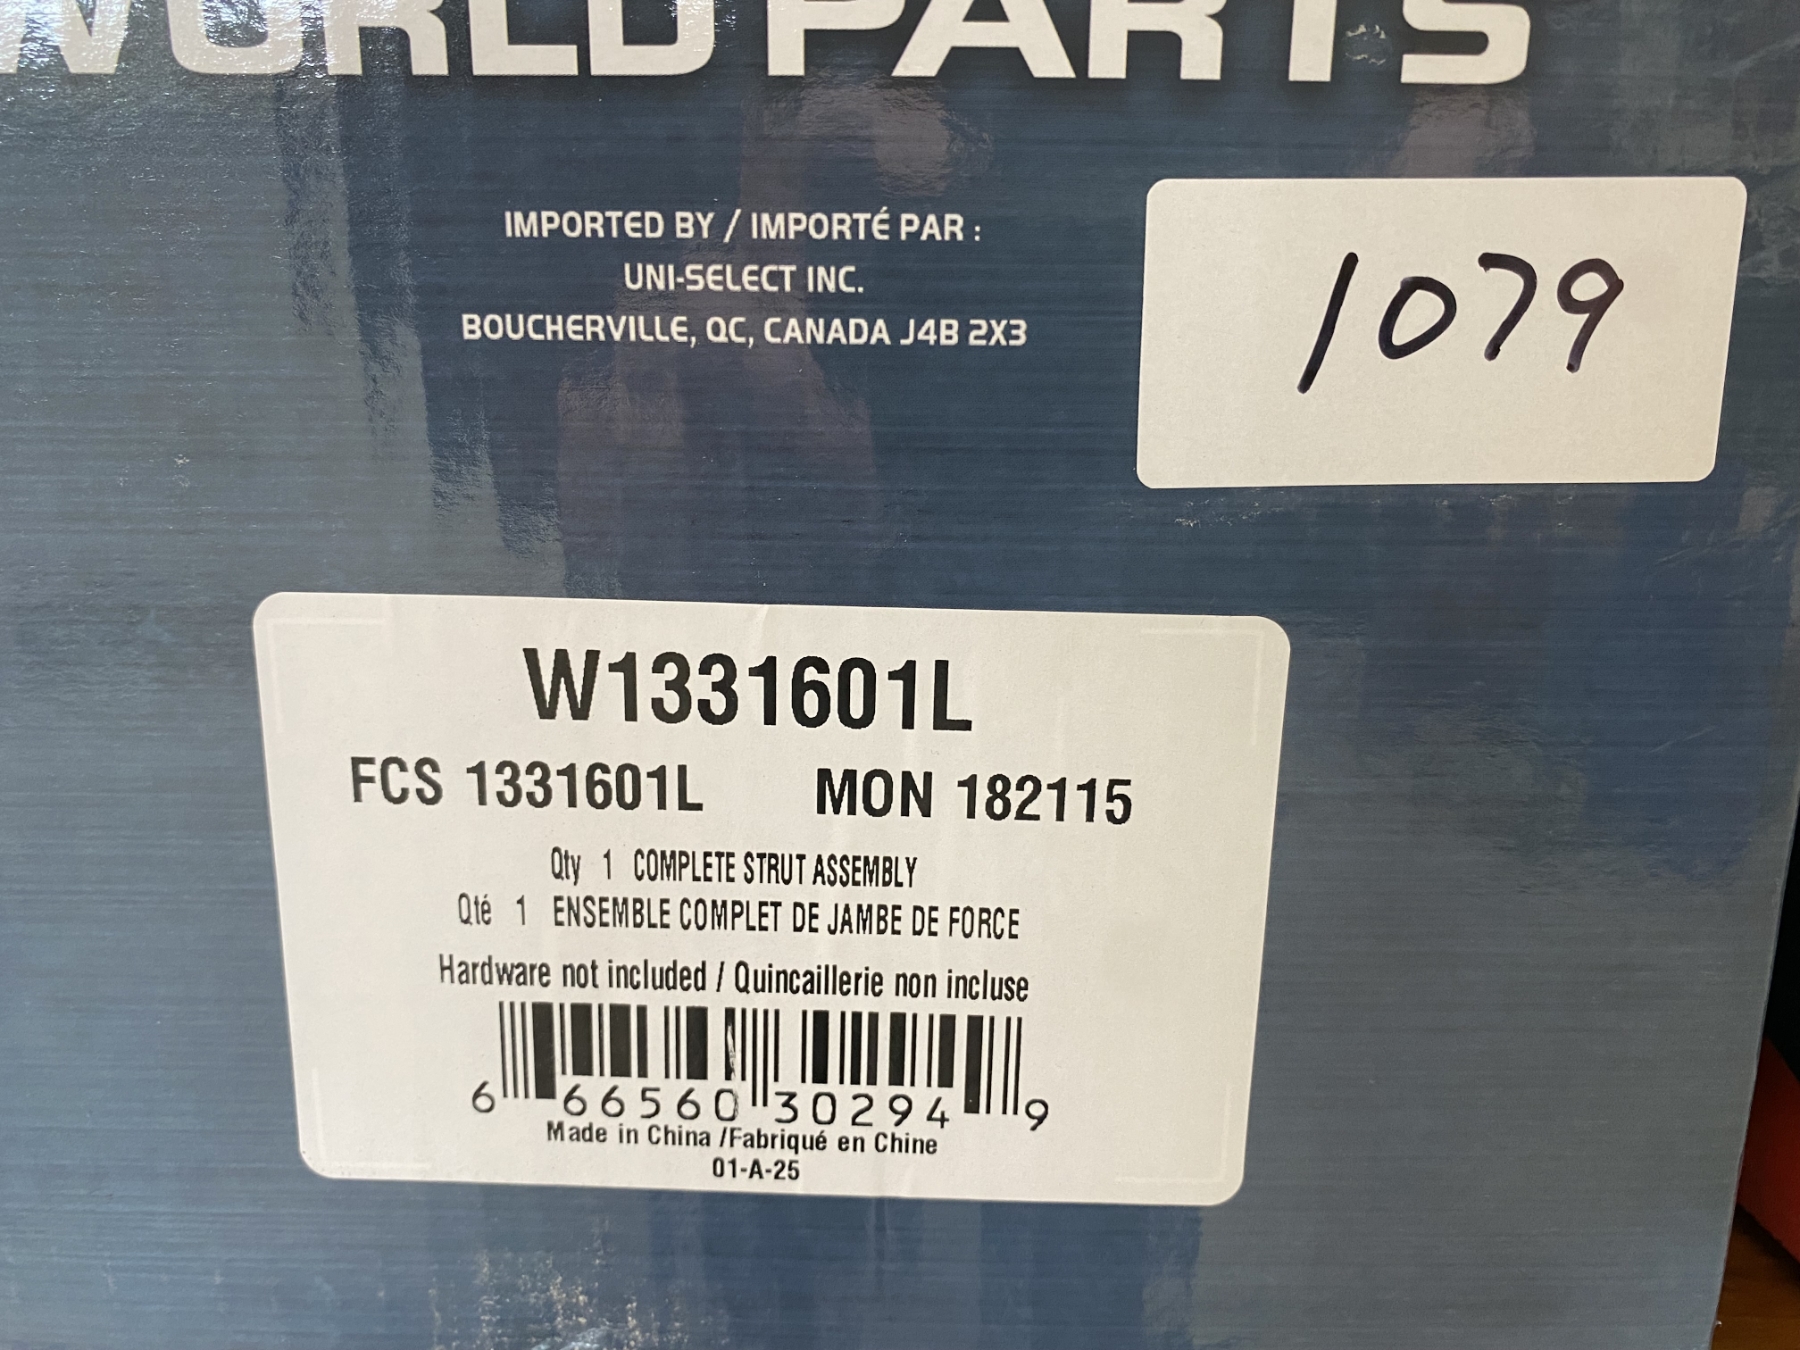 WORLD PARTS
IMPORTED BY / IMPORTÉ PAR :
UNI-SELECT INC.
BOUCHERVILLE, QC, CANADA J4B 2X3
1079
W1331601L
FCS 1331601L MON 182115
Qty 1 COMPLETE STRUT ASSEMBLY
Qté 1 ENSEMBLE COMPLET DE JAMBE DE FORCE
Hardware not included / Quincaillerie non incluse
6 66560 30294 9
Made in China /Fabriqué en Chine
01-A-25